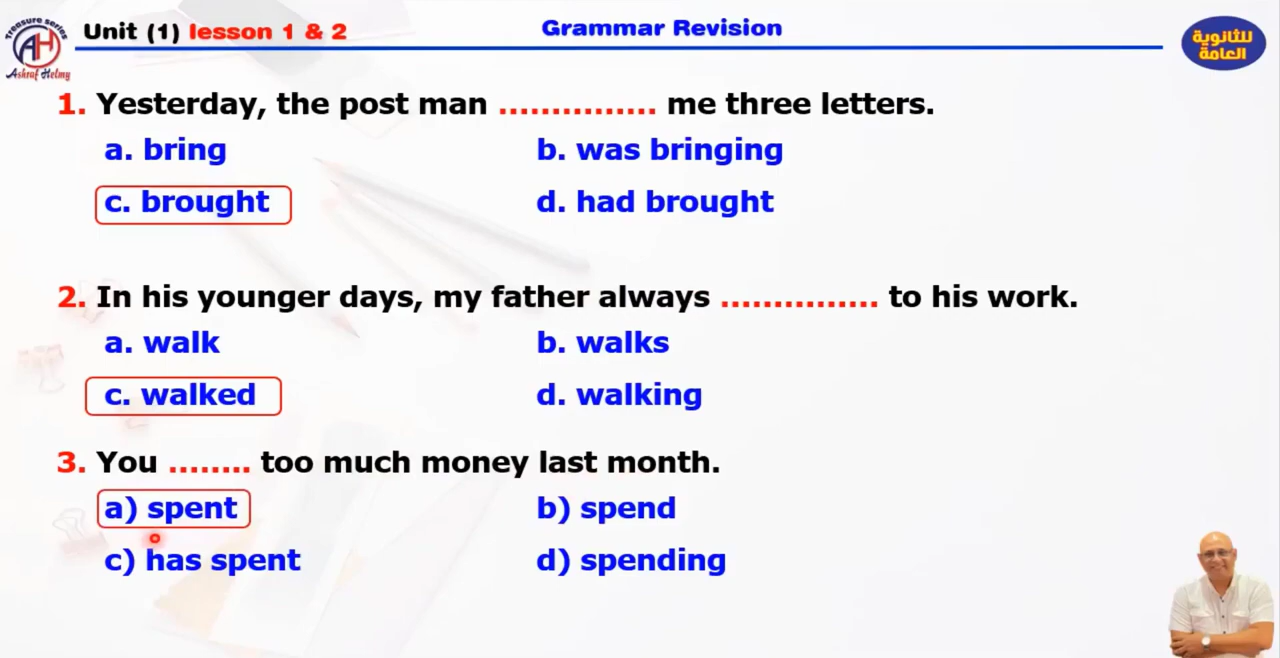 Treasure series
AH
Ashraf Helmy
Unit (1) lesson 1 & 2
Grammar Revision
للثانوية
العامة
1. Yesterday, the post man ............... me three letters.
a. bring b. was bringing
c. brought d. had brought
2. In his younger days, my father always ............... to his work.
a. walk b. walks
c. walked d. walking
3. You ........ too much money last month.
a) spent b) spend
c) has spent d) spending